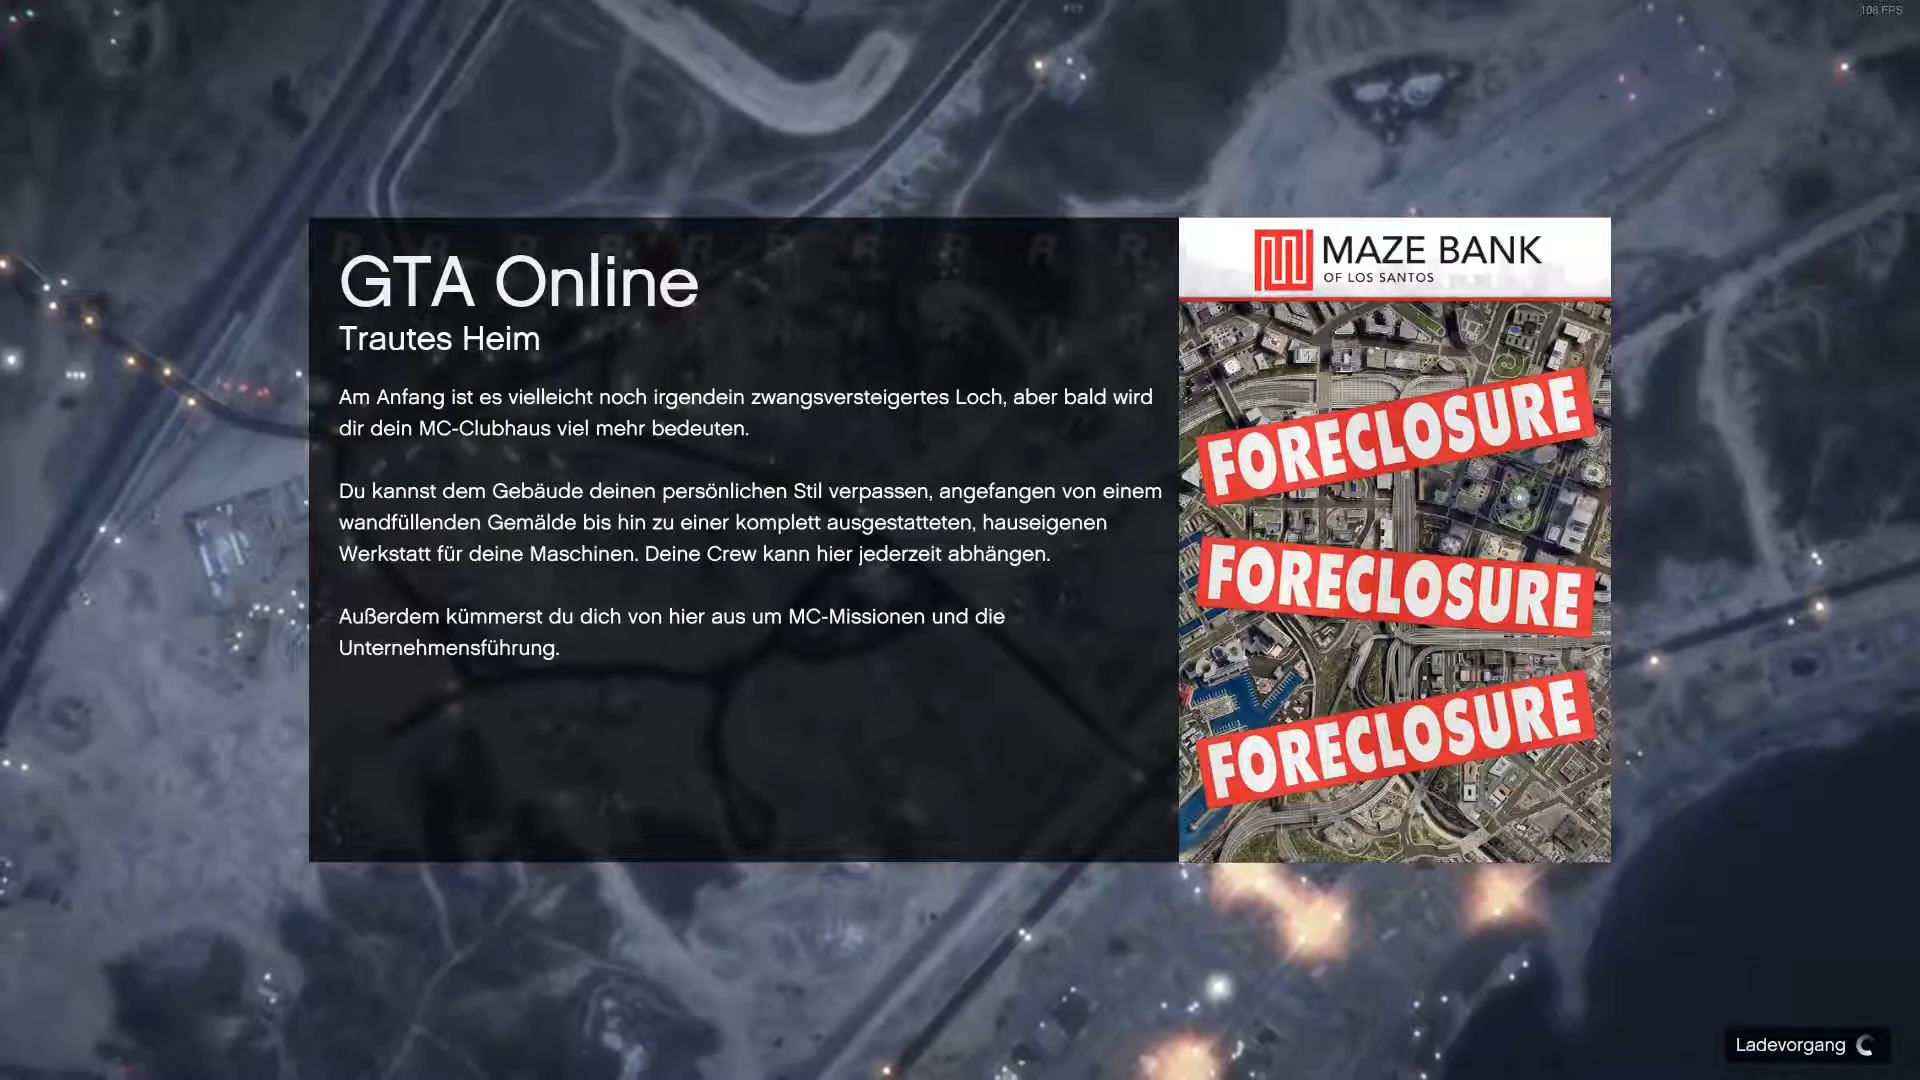 108 FPS
GTA Online
Trautes Heim
Am Anfang ist es vielleicht noch irgendein zwangsversteigertes Loch, aber bald wird
dir dein MC-Clubhaus viel mehr bedeuten.
Du kannst dem Gebäude deinen persönlichen Stil verpassen, angefangen von einem
wandfüllenden Gemälde bis hin zu einer komplett ausgestatteten, hauseigenen
Werkstatt für deine Maschinen. Deine Crew kann hier jederzeit abhängen.
Außerdem kümmerst du dich von hier aus um MC-Missionen und die
Unternehmensführung.
MAZE BANK
OF LOS SANTOS
FORECLOSURE
FORECLOSURE
FORECLOSURE
Ladevorgang